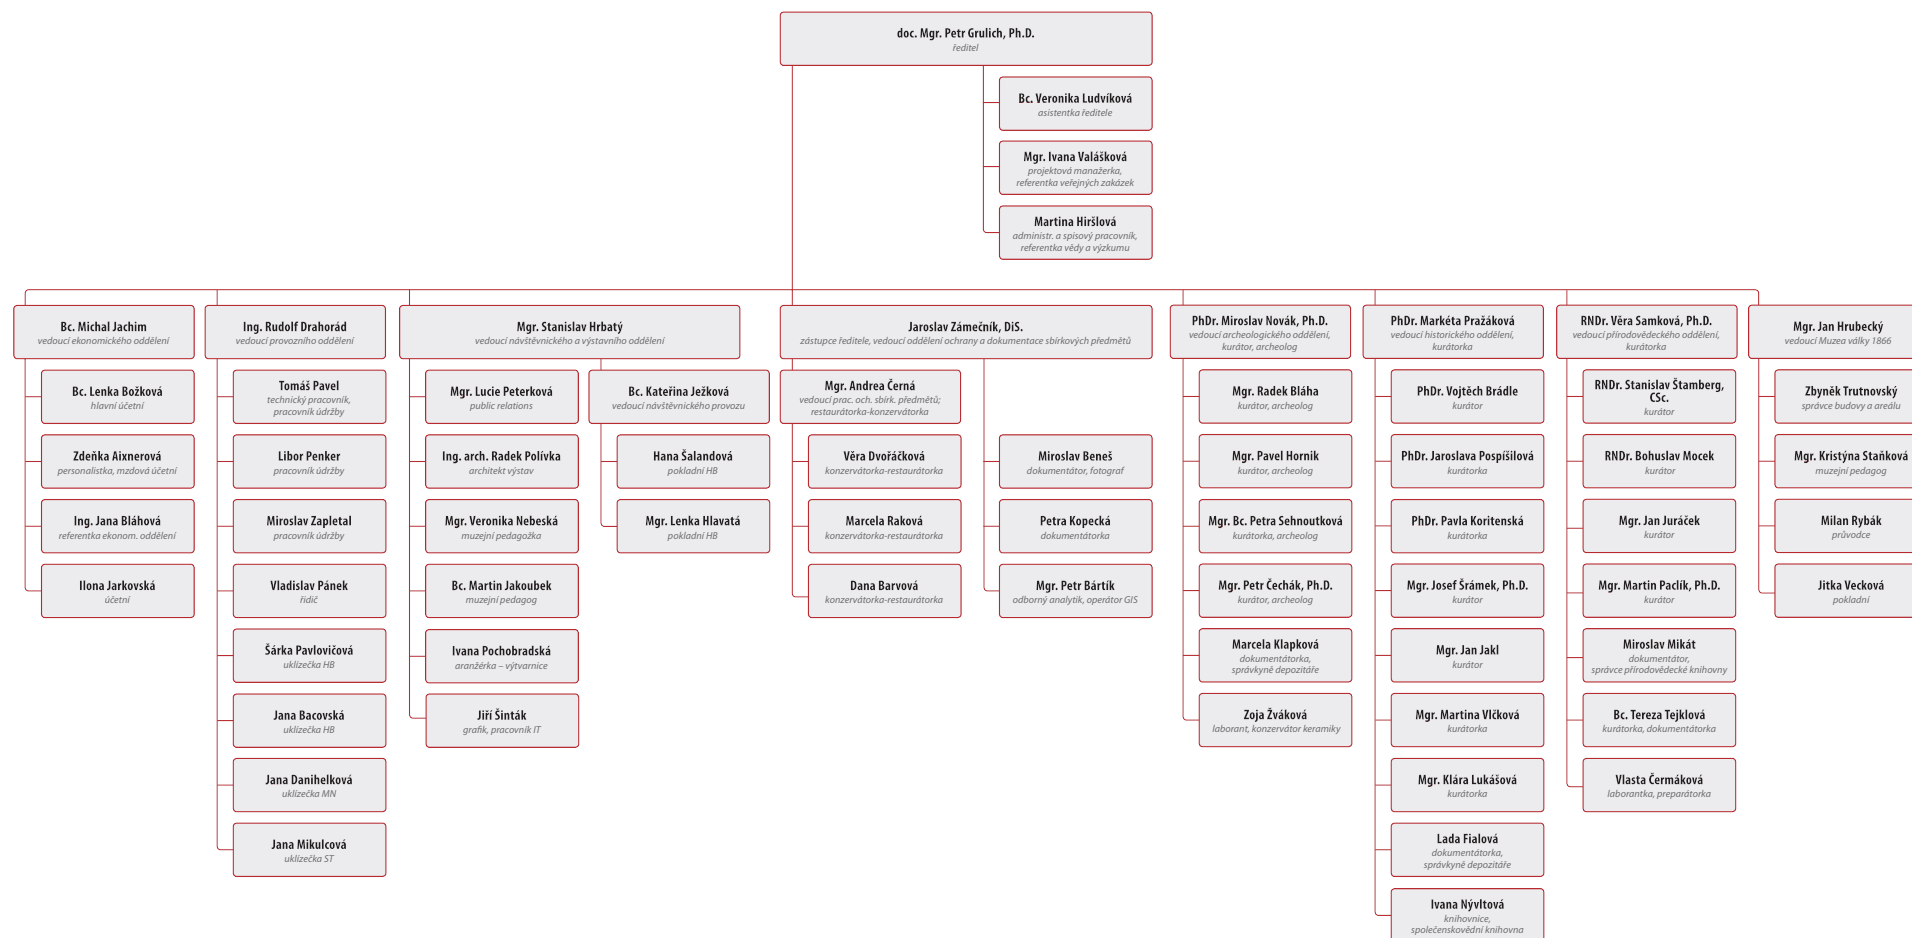 doc. Mgr. Petr Grulich, Ph.D.
ředitel
Bc. Veronika Ludvíková
asistentka ředitele
Mgr. Ivana Valášková
projektová manažerka,
referentka veřejných zakázek
Martina Hiršlová
administr. a spisový pracovník,
referentka vědy a výzkumu
Bc. Michal Jachim
vedoucí ekonomického oddělení
Bc. Lenka Božková
hlavní účetní
Zdeňka Aixnerová
personalistka, mzdová účetní
Ing. Jana Bláhová
referentka ekonom. oddělení
Ilona Jarkovská
účetní
Ing. Rudolf Drahorád
vedoucí provozního oddělení
Tomáš Pavel
technický pracovník,
pracovník údržby
Libor Penker
pracovník údržby
Miroslav Zapletal
pracovník údržby
Vladislav Pánek
řidič
Šárka Pavlovičová
uklízečka HB
Jana Bacovská
uklízečka HB
Jana Danihelková
uklízečka MN
Jana Mikulcová
uklízečka ST
Mgr. Stanislav Hrbatý
vedoucí návštěvnického a výstavního oddělení
Mgr. Lucie Peterková
public relations
Ing. arch. Radek Polívka
architekt výstav
Mgr. Veronika Nebeská
muzejní pedagožka
Bc. Martin Jakoubek
muzejní pedagog
Ivana Pochobradská
aranžérka – výtvarnice
Jiří Šinták
grafik, pracovník IT
Bc. Kateřina Ježková
vedoucí návštěvnického provozu
Hana Šalandová
pokladní HB
Mgr. Lenka Hlavatá
pokladní HB
Jaroslav Zámečník, DiS.
zástupce ředitele, vedoucí oddělení ochrany a dokumentace sbírkových předmětů
Mgr. Andrea Černá
vedoucí prac. och. sbírk. předmětů;
restaurátorka-konzervátorka
Věra Dvořáčková
konzervátorka-restaurátorka
Marcela Raková
konzervátorka-restaurátorka
Dana Barvová
konzervátorka-restaurátorka
Miroslav Beneš
dokumentátor, fotograf
Petra Kopecká
dokumentátorka
Mgr. Petr Bártík
odborný analytik, operátor GIS
PhDr. Miroslav Novák, Ph.D.
vedoucí archeologického oddělení,
kurátor, archeolog
Mgr. Radek Bláha
kurátor, archeolog
Mgr. Pavel Horník
kurátor, archeolog
Mgr. Bc. Petra Sehnoutková
kurátorka, archeolog
Mgr. Petr Čechák, Ph.D.
kurátor, archeolog
Marcela Klapková
dokumentátorka,
správkyně depozitáře
Zoja Žváková
laborant, konzervátor keramiky
PhDr. Markéta Pražáková
vedoucí historického oddělení,
kurátorka
PhDr. Vojtěch Brádle
kurátor
PhDr. Jaroslava Pospíšilová
kurátorka
PhDr. Pavla Koritenská
kurátorka
Mgr. Josef Šrámek, Ph.D.
kurátor
Mgr. Jan Jakl
kurátor
Mgr. Martina Vlčková
kurátorka
Mgr. Klára Lukášová
kurátorka
Lada Fialová
dokumentátorka,
správkyně depozitáře
Ivana Nývltová
knihovnice,
společenskovědní knihovna
RNDr. Věra Samková, Ph.D.
vedoucí přírodovědeckého oddělení,
kurátorka
RNDr. Stanislav Štamberg,
CSc.
kurátor
RNDr. Bohuslav Mocek
kurátor
Mgr. Jan Juráček
kurátor
Mgr. Martin Paclík, Ph.D.
kurátor
Miroslav Mikát
dokumentátor,
správce přírodovědecké knihovny
Bc. Tereza Tejklová
kurátorka, dokumentátorka
Vlasta Čermáková
laborantka, preparátorka
Mgr. Jan Hrubecký
vedoucí Muzea války 1866
Zbyněk Trutnovský
správce budovy a areálu
Mgr. Kristýna Staňková
muzejní pedagog
Milan Rybák
průvodce
Jitka Vecková
pokladní